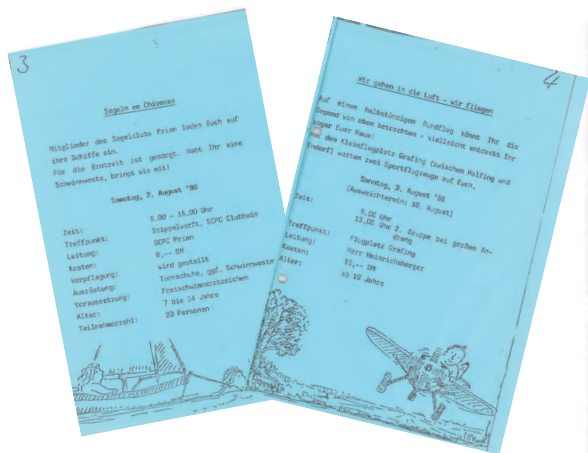 3
Segeln am Chiemsee
Mitglieder des Segelclubs Prien laden Euch auf
ihre Schiffe ein.
Für die Brotzeit ist gesorgt. Habt Ihr eine
Schwimmweste, bringt sie mit!
Samstag, 2. August '86
Zeit: 9.00 - 16.00 Uhr
Treffpunkt: Stippelwerft, SCPC Clubheim
Leitung: SCPC Prien
Kosten: 6,-- DM
Verpflegung: wird gestellt
Ausrüstung: Turnschuhe, ggf. Schwimmweste
Voraussetzung: Freischwimmerabzeichen
Alter: 7 bis 14 Jahre
Teilnehmerzahl: 20 Personen
4
Wir gehen in die Luft - wir fliegen
Auf einem halbstündigen Rundflug könnt Ihr die
Gegend von oben betrachten - vielleicht entdeckt Ihr
sogar Euer Haus!
Auf dem Kleinflugplatz Grafing (zwischen Halfing und
Endorf) warten zwei Sportflugzeuge auf Euch.
Sonntag, 3. August '86
(Ausweichtermin: 10. August)
Zeit: 9.00 Uhr
13.00 Uhr 2. Gruppe bei großem An-
drang
Treffpunkt: Flugplatz Grafing
Leitung: Herr Heinrichsberger
Kosten: 15,-- DM
Alter: ab 10 Jahre